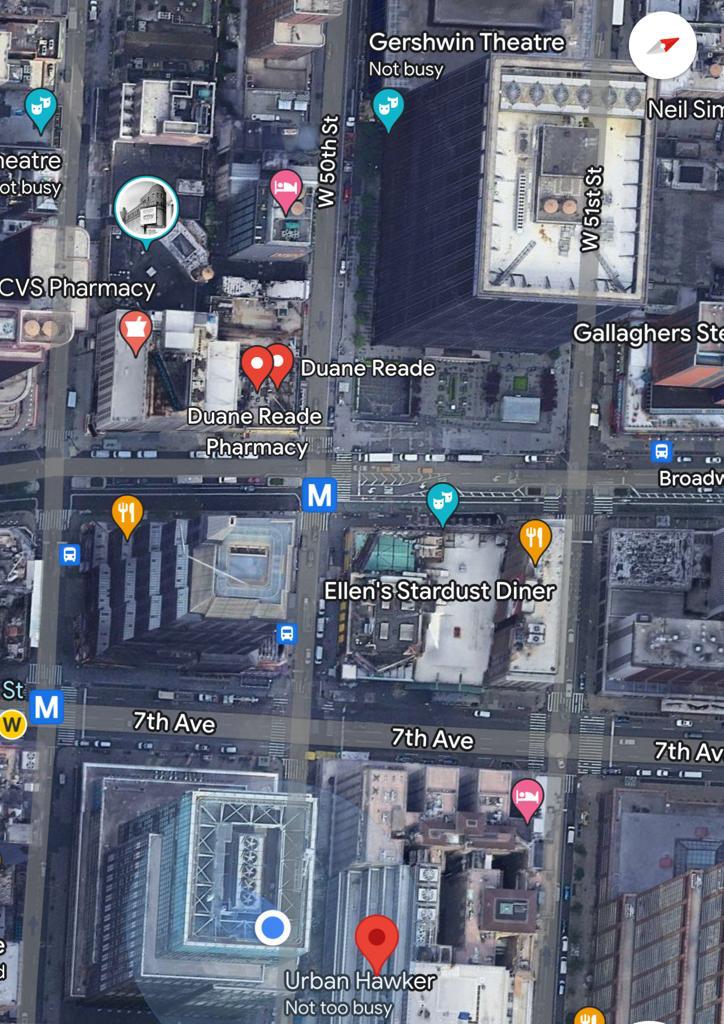 Gershwin Theatre
Not busy
Neil Sim
W 50th St
heatre
ot busy
W 51st St
CVS Pharmacy
Gallaghers Ste
Duane Reade
Duane Reade
Pharmacy
M
Broadw
Ellen's Stardust Diner
St
M
W
7th Ave
7th Ave
7th Av
e
d
Urban Hawker
Not too busy